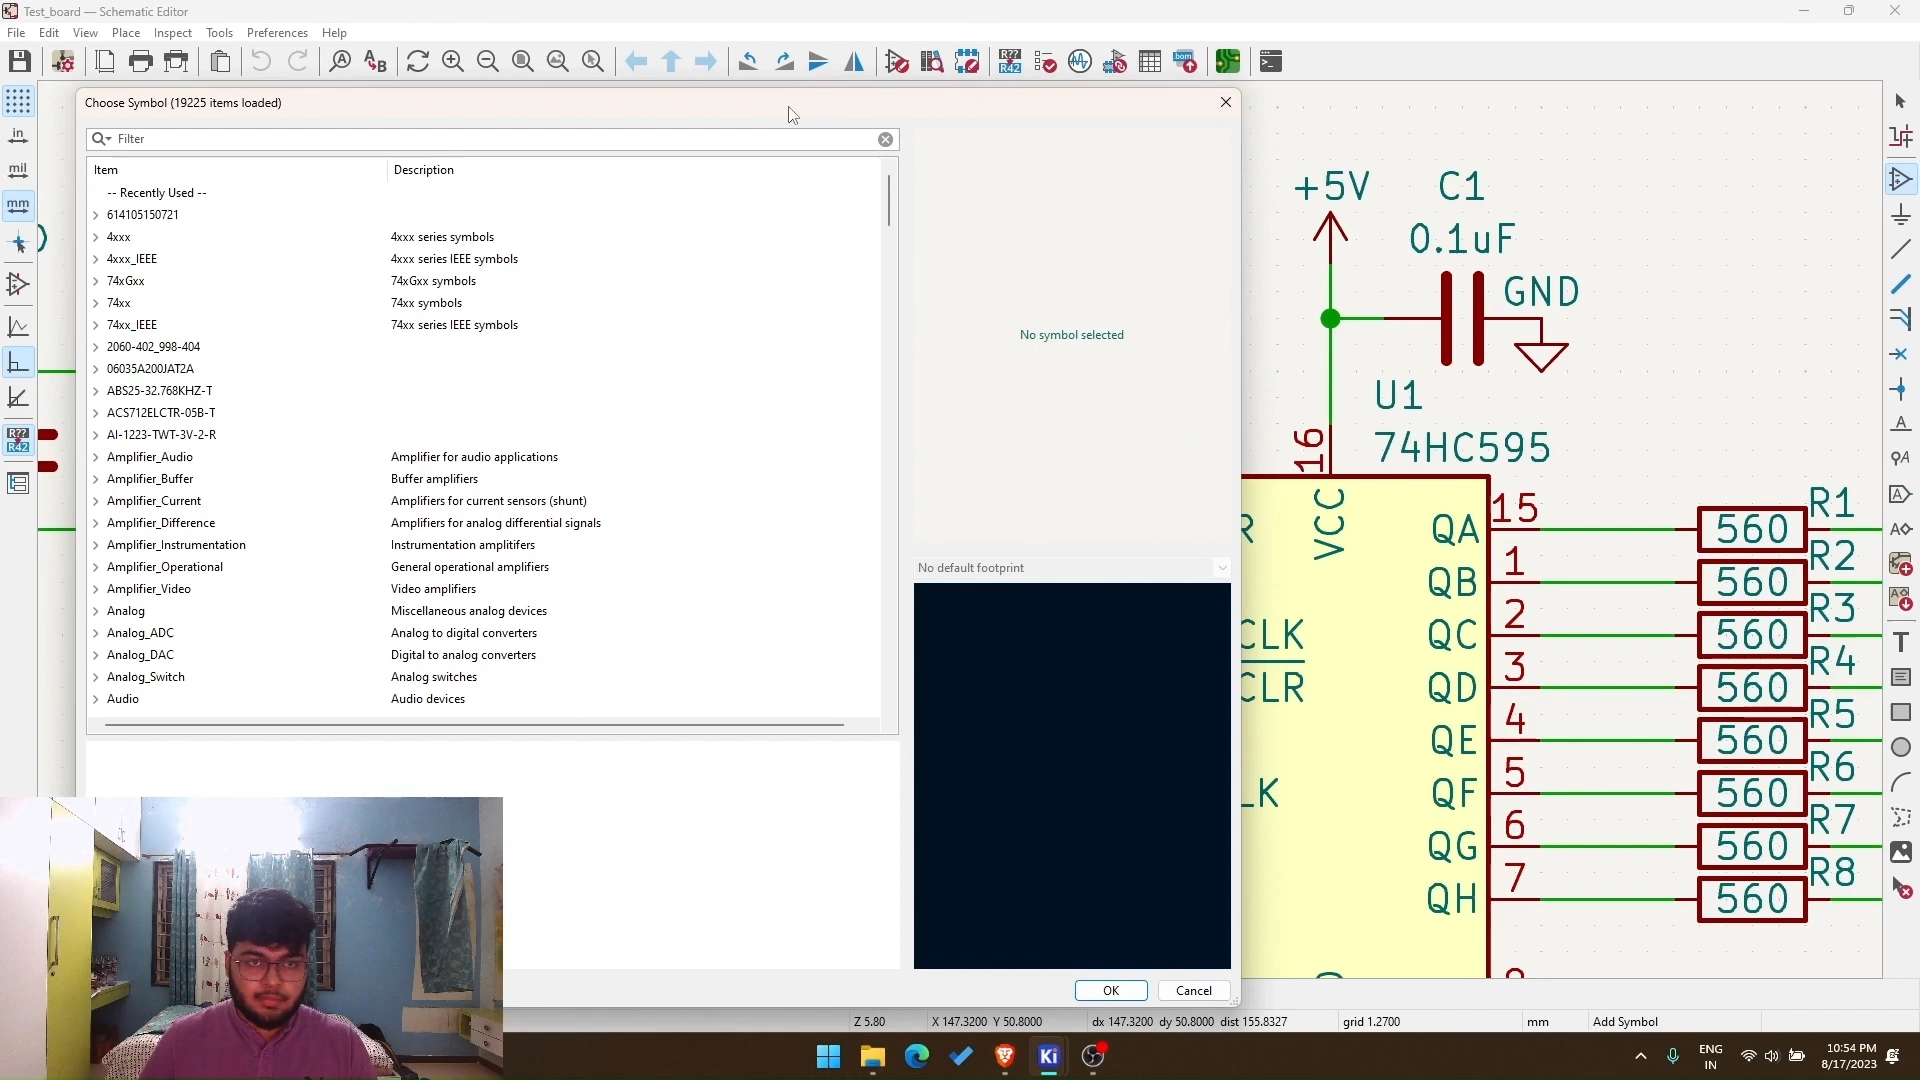 Test_board — Schematic Editor
File Edit View Place Inspect Tools Preferences Help
A A B R?? R42 bom
Choose Symbol (19225 items loaded)
Filter
Item Description
-- Recently Used --
614105150721
4xxx 4xxx series symbols
4xxx_IEEE 4xxx series IEEE symbols
74xGxx 74xGxx symbols
74xx 74xx symbols
74xx_IEEE 74xx series IEEE symbols
2060-402_998-404
06035A200JAT2A
ABS25-32.768KHZ-T
ACS712ELCTR-05B-T
AI-1223-TWT-3V-2-R
Amplifier_Audio Amplifier for audio applications
Amplifier_Buffer Buffer amplifiers
Amplifier_Current Amplifiers for current sensors (shunt)
Amplifier_Difference Amplifiers for analog differential signals
Amplifier_Instrumentation Instrumentation amplitifers
Amplifier_Operational General operational amplifiers
Amplifier_Video Video amplifiers
Analog Miscellaneous analog devices
Analog_ADC Analog to digital converters
Analog_DAC Digital to analog converters
Analog_Switch Analog switches
Audio Audio devices
No symbol selected
No default footprint
OK Cancel
in
mil
mm
R??
R42
+5V C1
0.1uF
GND
U1
74HC595
16
VCC
R QA 15 560 R1
QB 1 560 R2
CLK QC 2 560 R3
CLR QD 3 560 R4
QE 4 560 R5
LK QF 5 560 R6
QG 6 560 R7
QH 7 560 R8
A
A
A
A
A
T
Z 5.80 X 147.3200 Y 50.8000 dx 147.3200 dy 50.8000 dist 155.8327 grid 1.2700 mm Add Symbol
Ki
ENG
IN
10:54 PM
8/17/2023